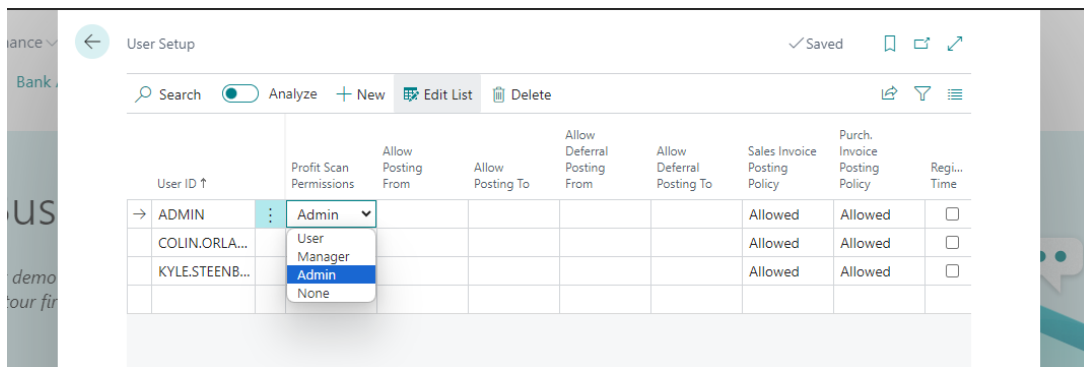 ance
User Setup
Saved
Bank
Search Analyze New Edit List Delete
User ID ↑
Profit Scan
Permissions
Allow
Posting
From
Allow
Posting To
Allow
Deferral
Posting
From
Allow
Deferral
Posting To
Sales Invoice
Posting
Policy
Purch.
Invoice
Posting
Policy
Regi...
Time
ADMIN Admin Allowed Allowed
COLIN.ORLA... Allowed Allowed
KYLE.STEENB... Allowed Allowed
User
Manager
Admin
None
us
demo
tour fir